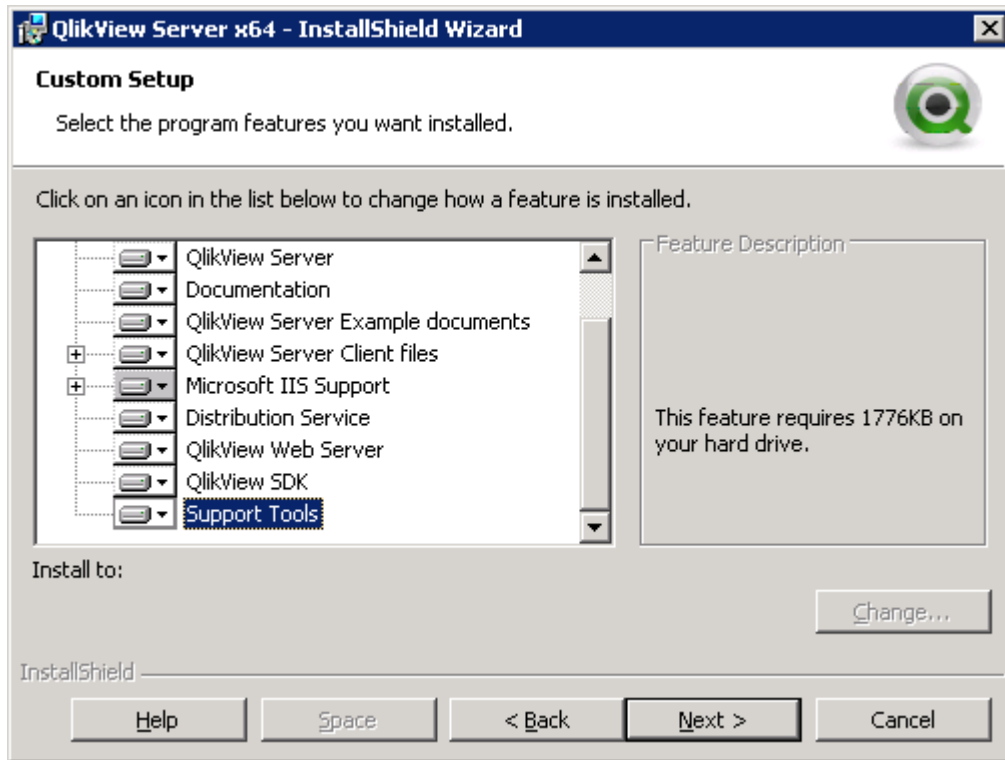 QlikView Server x64 - InstallShield Wizard
Custom Setup
Select the program features you want installed.
Click on an icon in the list below to change how a feature is installed.
QlikView Server
Documentation
QlikView Server Example documents
QlikView Server Client files
Microsoft IIS Support
Distribution Service
QlikView Web Server
QlikView SDK
Support Tools
Feature Description
This feature requires 1776KB on
your hard drive.
Install to:
Change...
InstallShield
Help
Space
< Back
Next >
Cancel